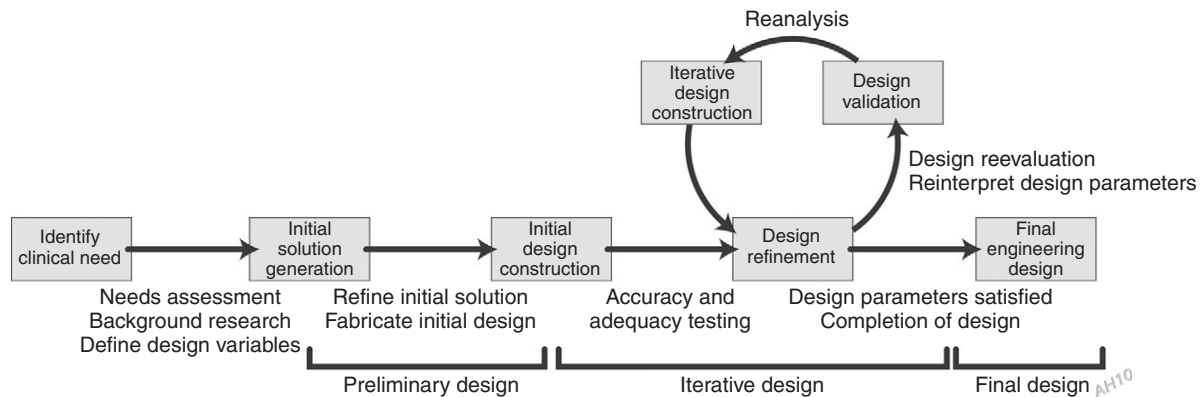 Reanalysis
Iterative
design
construction
Design
validation
Design reevaluation
Reinterpret design parameters
Identify
clinical need
Initial
solution
generation
Initial
design
construction
Design
refinement
Final
engineering
design
Needs assessment
Background research
Define design variables
Refine initial solution
Fabricate initial design
Accuracy and
adequacy testing
Design parameters satisfied
Completion of design
Preliminary design
Iterative design
Final design
AH10